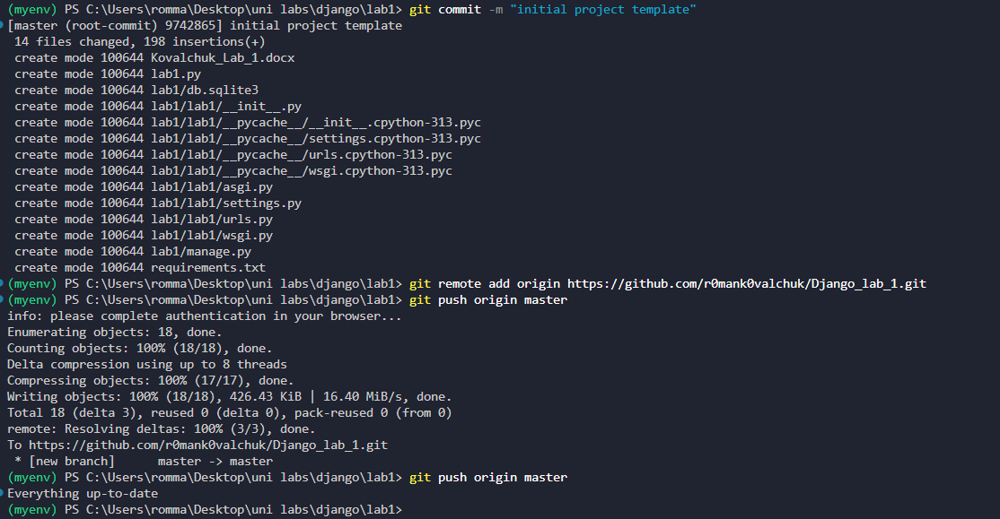 (myenv) PS C:\Users\romma\Desktop\uni labs\django\lab1> git commit -m "initial project template"
[master (root-commit) 9742865] initial project template
 14 files changed, 198 insertions(+)
 create mode 100644 Kovalchuk_Lab_1.docx
 create mode 100644 lab1.py
 create mode 100644 lab1/db.sqlite3
 create mode 100644 lab1/lab1/__init__.py
 create mode 100644 lab1/lab1/__pycache__/__init__.cpython-313.pyc
 create mode 100644 lab1/lab1/__pycache__/settings.cpython-313.pyc
 create mode 100644 lab1/lab1/__pycache__/urls.cpython-313.pyc
 create mode 100644 lab1/lab1/__pycache__/wsgi.cpython-313.pyc
 create mode 100644 lab1/lab1/asgi.py
 create mode 100644 lab1/lab1/settings.py
 create mode 100644 lab1/lab1/urls.py
 create mode 100644 lab1/lab1/wsgi.py
 create mode 100644 lab1/manage.py
 create mode 100644 requirements.txt
(myenv) PS C:\Users\romma\Desktop\uni labs\django\lab1> git remote add origin https://github.com/r0mank0valchuk/Django_lab_1.git
(myenv) PS C:\Users\romma\Desktop\uni labs\django\lab1> git push origin master
info: please complete authentication in your browser...
Enumerating objects: 18, done.
Counting objects: 100% (18/18), done.
Delta compression using up to 8 threads
Compressing objects: 100% (17/17), done.
Writing objects: 100% (18/18), 426.43 KiB | 16.40 MiB/s, done.
Total 18 (delta 3), reused 0 (delta 0), pack-reused 0 (from 0)
remote: Resolving deltas: 100% (3/3), done.
To https://github.com/r0mank0valchuk/Django_lab_1.git
 * [new branch]      master -> master
(myenv) PS C:\Users\romma\Desktop\uni labs\django\lab1> git push origin master
Everything up-to-date
(myenv) PS C:\Users\romma\Desktop\uni labs\django\lab1>